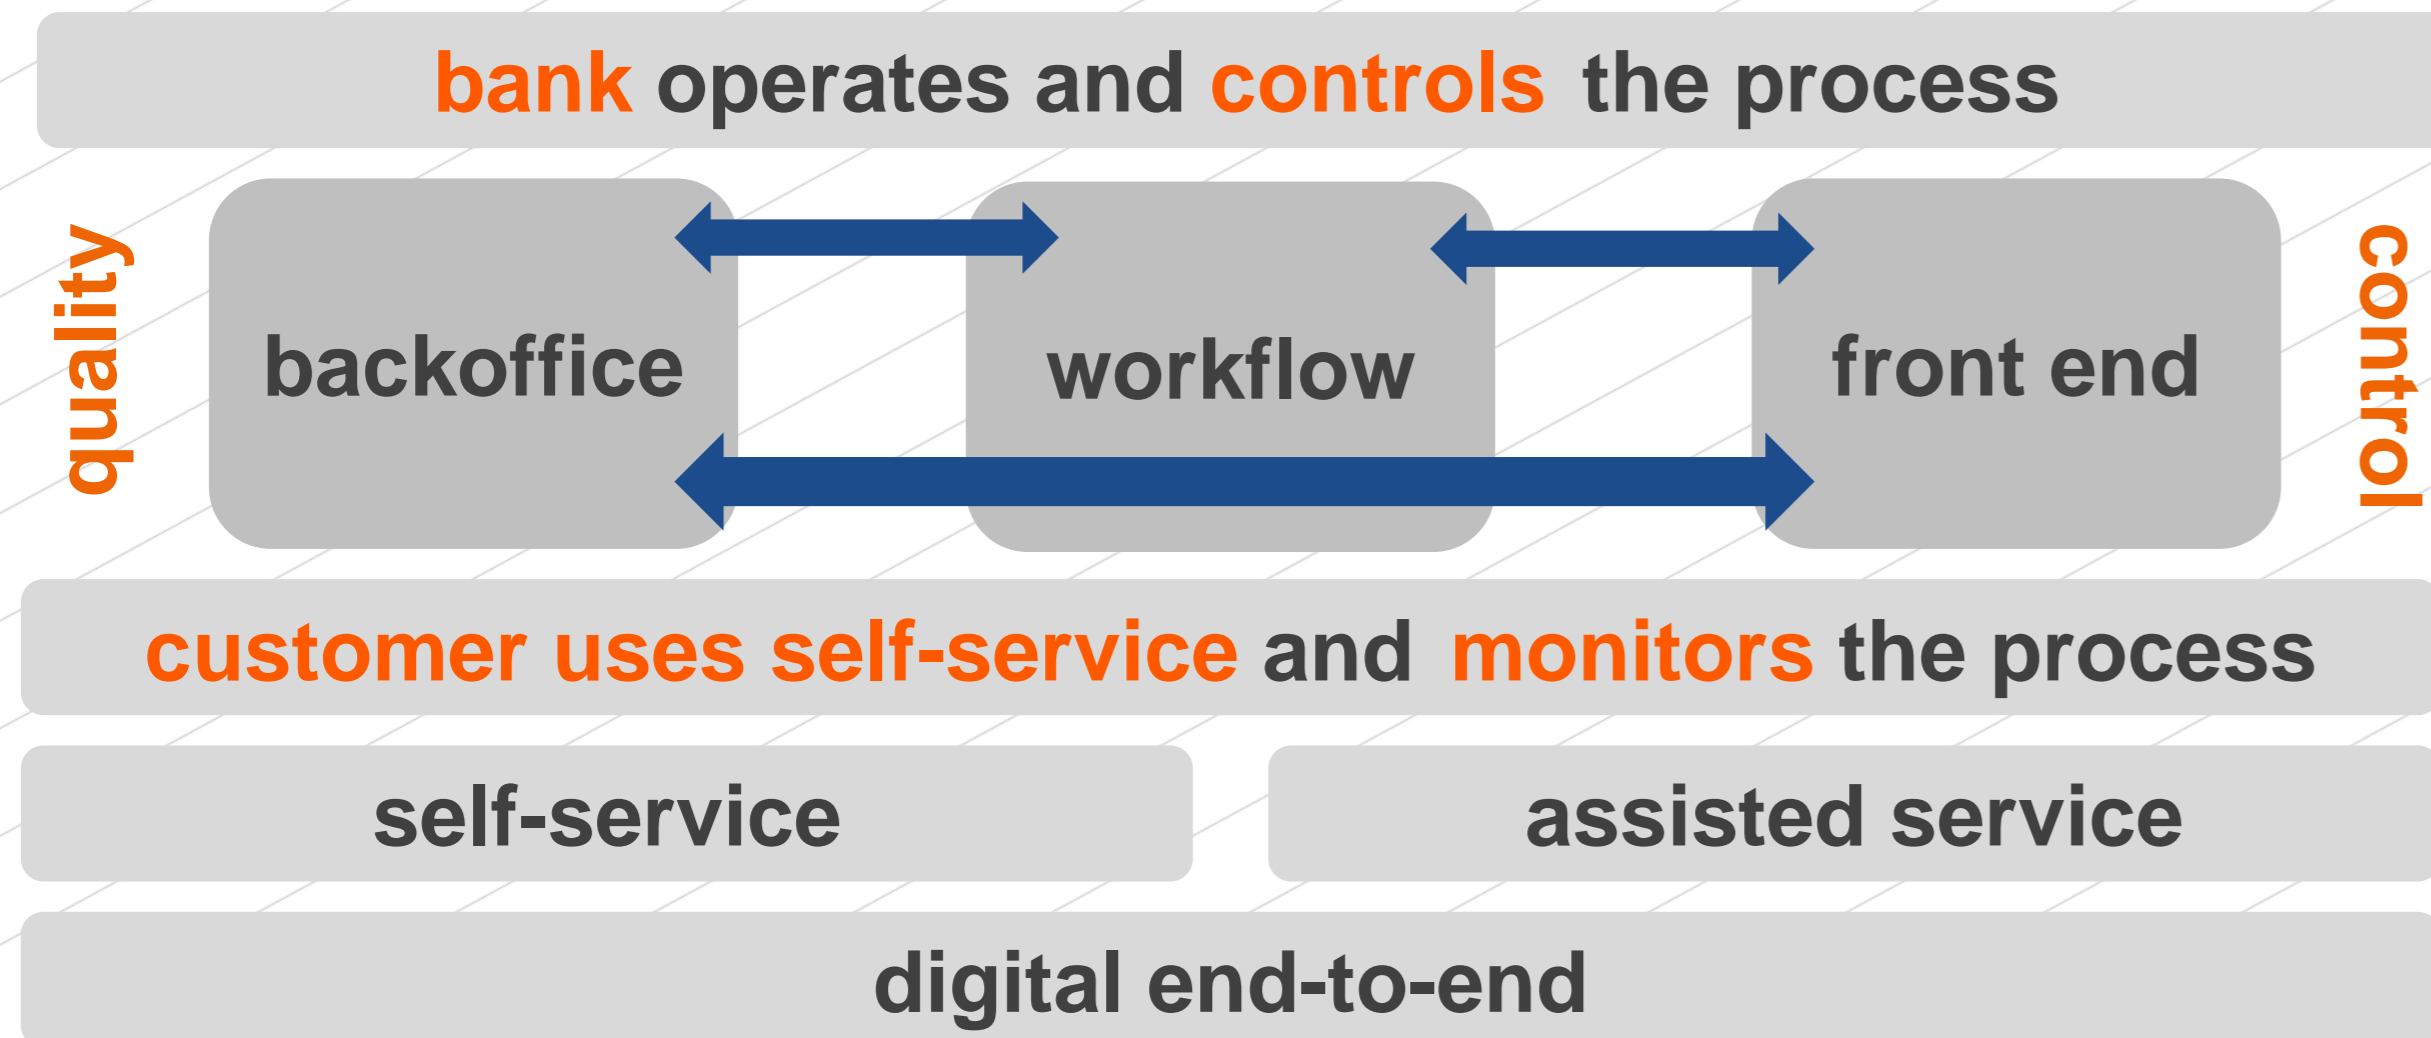 bank operates and controls the process
quality
backoffice
workflow
front end
control
customer uses self-service and monitors the process
self-service
assisted service
digital end-to-end